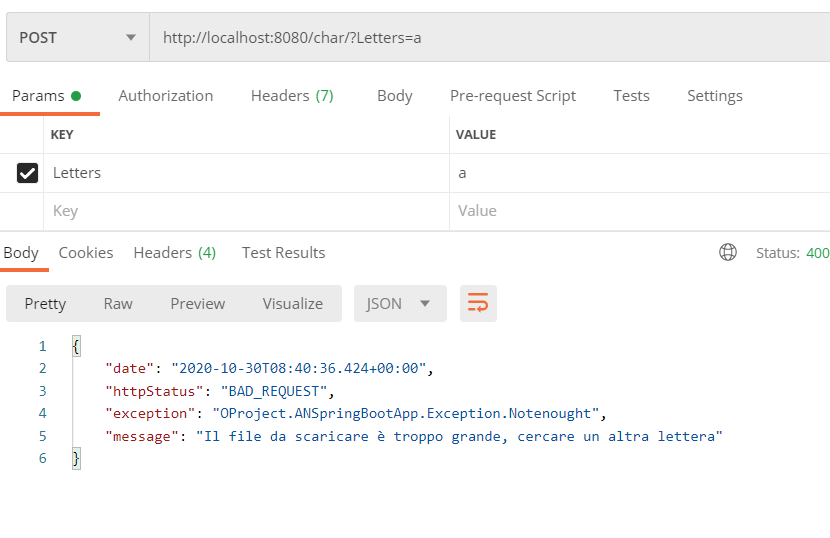 POST http://localhost:8080/char/?Letters=a
Params Authorization Headers (7) Body Pre-request Script Tests Settings
KEY VALUE
Letters a
Key Value
Body Cookies Headers (4) Test Results Status: 400
Pretty Raw Preview Visualize JSON
1 {
2 "date": "2020-10-30T08:40:36.424+00:00",
3 "httpStatus": "BAD_REQUEST",
4 "exception": "OProject.ANSpringBootApp.Exception.Notenought",
5 "message": "Il file da scaricare è troppo grande, cercare un altra lettera"
6 }